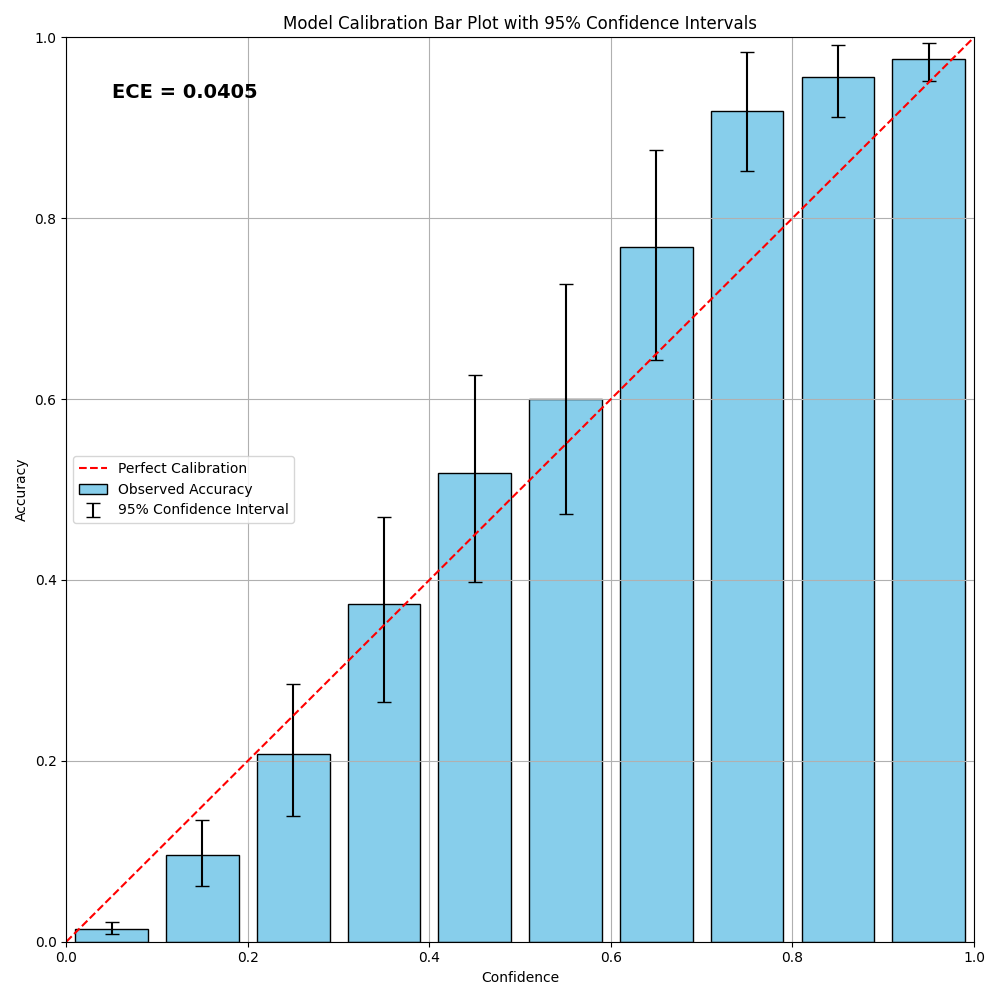 Model Calibration Bar Plot with 95% Confidence Intervals
ECE = 0.0405
1.0
0.8
0.6
0.4
0.2
0.0
Accuracy
Perfect Calibration
Observed Accuracy
95% Confidence Interval
0.0 0.2 0.4 0.6 0.8 1.0
Confidence